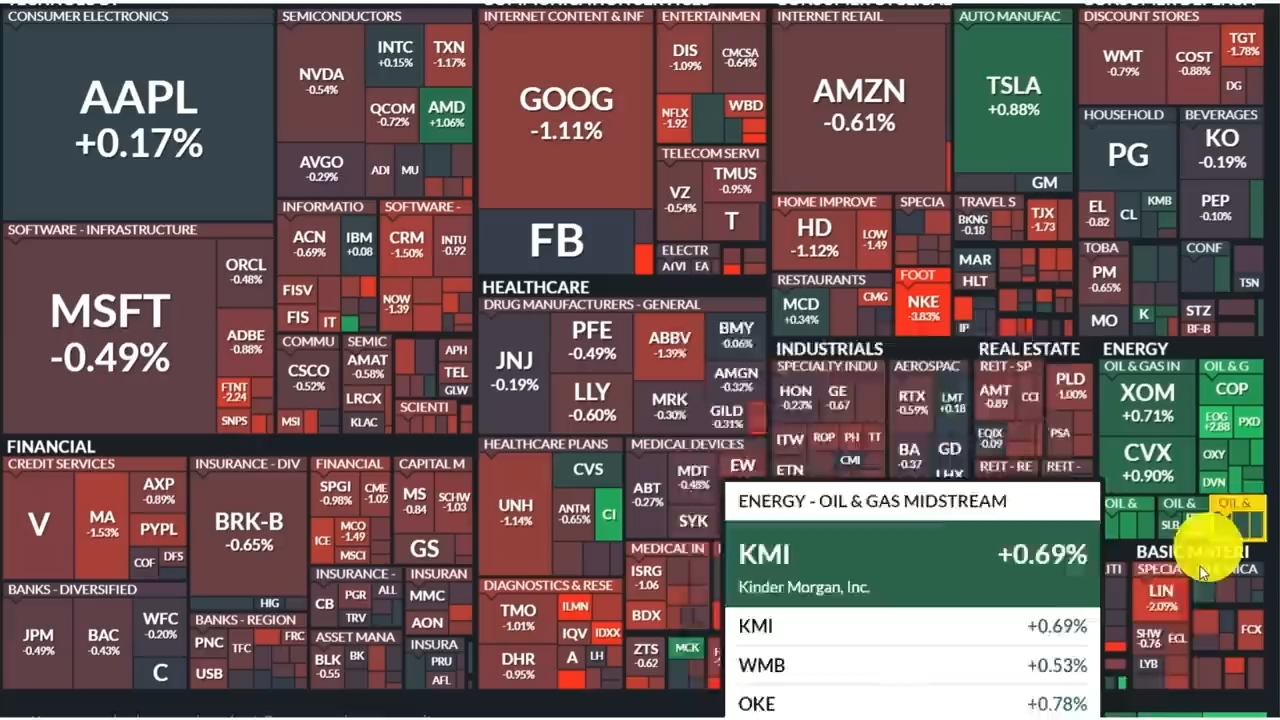 CONSUMER ELECTRONICS
AAPL
+0.17%
SEMICONDUCTORS
NVDA
-0.54%
INTC
+0.15%
TXN
-1.17%
QCOM
-0.72%
AMD
+1.06%
AVGO
-0.29%
ADI
MU
SOFTWARE - INFRASTRUCTURE
MSFT
-0.49%
ORCL
-0.48%
ADBE
-0.88%
FTNT
-2.24
SNPS
INFORMATIO
ACN
-0.69%
IBM
+0.08
FISV
FIS
IT
SOFTWARE -
CRM
-1.50%
INTU
-0.92
NOW
-1.39
COMMU
CSCO
-0.52%
MSI
SEMIC
AMAT
-0.58%
LRCX
KLAC
APH
TEL
GLW
SCIENTI
INTERNET CONTENT & INF
GOOG
-1.11%
FB
ENTERTAINMEN
DIS
-1.09%
CMCSA
-0.64%
NFLX
-1.92
WBD
TELECOM SERVI
VZ
-0.54%
TMUS
-0.95%
T
ELECTR
EA
INTERNET RETAIL
AMZN
-0.61%
AUTO MANUFAC
TSLA
+0.88%
GM
HOME IMPROVE
HD
-1.12%
LOW
-1.49
SPECIA
TRAVEL S
BKNG
-0.18
MAR
HLT
TJX
-1.73
RESTAURANTS
MCD
+0.34%
CMG
FOOT
NKE
-3.83%
IP
DISCOUNT STORES
WMT
-0.79%
COST
-0.88%
TGT
-1.78%
DG
HOUSEHOLD
PG
EL
-0.82
CL
KMB
BEVERAGES
KO
-0.19%
PEP
-0.10%
TOBA
PM
-0.65%
MO
K
CONF
TSN
STZ
BF-B
HEALTHCARE
DRUG MANUFACTURERS - GENERAL
JNJ
-0.19%
PFE
-0.49%
LLY
-0.60%
ABBV
-1.39%
MRK
-0.30%
BMY
-0.06%
AMGN
-0.32%
GILD
-0.31%
HEALTHCARE PLANS
UNH
-1.14%
CVS
ANTM
-0.65%
CI
MEDICAL DEVICES
ABT
-0.27%
MDT
-0.48%
SYK
EW
MEDICAL IN
ISRG
-1.06
BDX
DIAGNOSTICS & RESE
TMO
-1.01%
DHR
-0.95%
ILMN
IQV
IDXX
A
LH
ZTS
-0.62
MCK
INDUSTRIALS
SPECIALTY INDU
HON
-0.23%
GE
-0.67
ITW
ROP
PH
TT
ETN
CMI
AEROSPAC
RTX
-0.59%
LMT
+0.18
BA
-0.37
GD
LHX
REAL ESTATE
REIT - SP
AMT
-0.89
CCI
EQIX
-0.09
PLD
1.00%
PSA
REIT - RE
REIT -
ENERGY
OIL & GAS IN
XOM
+0.71%
CVX
+0.90%
OIL & G
COP
EOG
+2.88
PXD
OXY
DVN
OIL &
OIL &
SLB
OIL &
BASIC MATERI
LIN
-2.09%
SHW
-0.76
ECL
LYB
FCX
FINANCIAL
CREDIT SERVICES
V
MA
-1.53%
AXP
-0.89%
PYPL
COF
DFS
INSURANCE - DIV
BRK-B
-0.65%
HIG
FINANCIAL
SPGI
-0.98%
CME
-1.02
ICE
MCO
-1.49
MSCI
CAPITAL M
MS
-0.84
SCHW
-1.03
GS
BANKS - DIVERSIFIED
JPM
-0.49%
BAC
-0.43%
WFC
-0.20%
C
BANKS - REGION
PNC
TFC
FRC
USB
INSURANCE -
CB
PGR
ALL
TRV
ASSET MANA
BLK
-0.55
BK
INSURAN
MMC
AON
INSURA
PRU
AFL
ENERGY - OIL & GAS MIDSTREAM
KMI +0.69%
Kinder Morgan, Inc.
KMI +0.69%
WMB +0.53%
OKE +0.78%